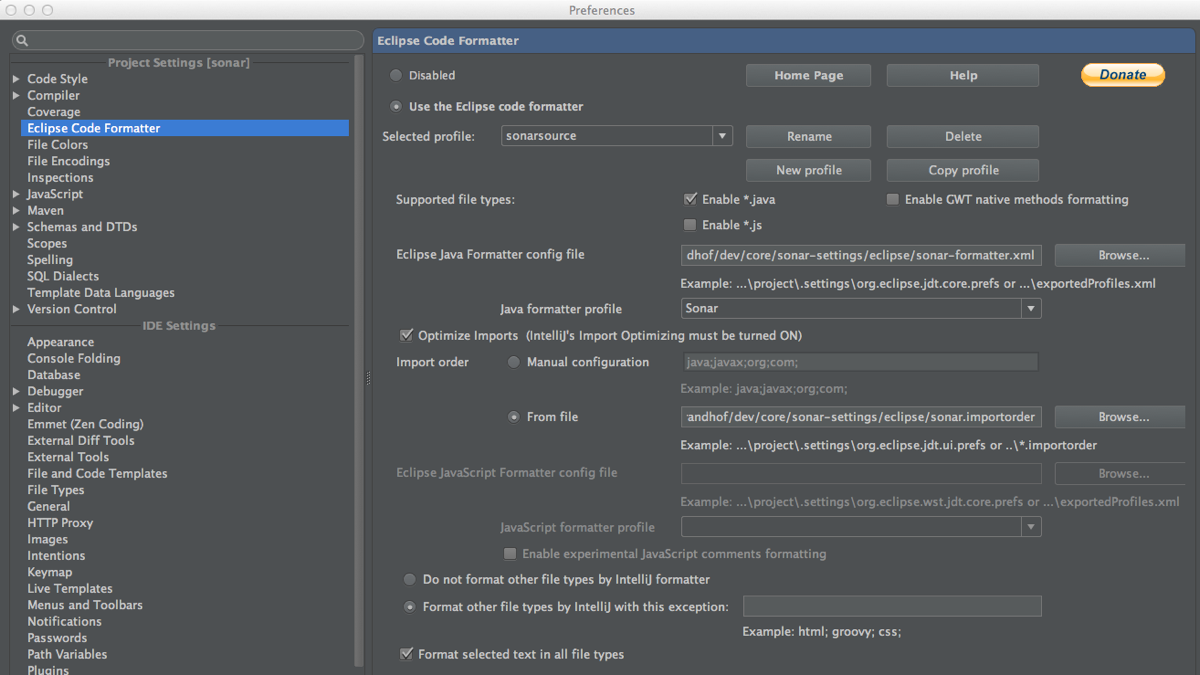 Preferences
Project Settings [sonar]
Code Style
Compiler
Coverage
Eclipse Code Formatter
File Colors
File Encodings
Inspections
JavaScript
Maven
Schemas and DTDs
Scopes
Spelling
SQL Dialects
Template Data Languages
Version Control
IDE Settings
Appearance
Console Folding
Database
Debugger
Editor
Emmet (Zen Coding)
External Diff Tools
External Tools
File and Code Templates
File Types
General
HTTP Proxy
Images
Intentions
Keymap
Live Templates
Menus and Toolbars
Notifications
Passwords
Path Variables
Plugins
Eclipse Code Formatter
Disabled
Home Page
Help
Donate
Use the Eclipse code formatter
Selected profile:
sonarsource
Rename
Delete
New profile
Copy profile
Supported file types:
Enable *.java
Enable GWT native methods formatting
Enable *.js
Eclipse Java Formatter config file
dhof/dev/core/sonar-settings/eclipse/sonar-formatter.xml
Browse...
Example: ...\project\.settings\org.eclipse.jdt.core.prefs or ...\exportedProfiles.xml
Java formatter profile
Sonar
Optimize Imports (IntelliJ's Import Optimizing must be turned ON)
Import order
Manual configuration
java;javax;org;com;
Example: java;javax;org;com;
From file
andhof/dev/core/sonar-settings/eclipse/sonar.importorder
Browse...
Example: ...\project\.settings\org.eclipse.jdt.ui.prefs or ..\*.importorder
Eclipse JavaScript Formatter config file
Browse...
Example: ...\project\.settings\org.eclipse.wst.jdt.core.prefs or ...\exportedProfiles.xml
JavaScript formatter profile
Enable experimental JavaScript comments formatting
Do not format other file types by IntelliJ formatter
Format other file types by IntelliJ with this exception:
Example: html; groovy; css;
Format selected text in all file types